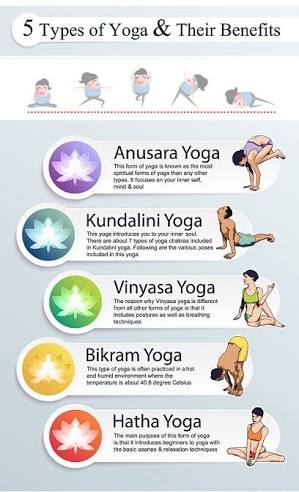 5 Types of Yoga & Their Benefits
Anusara Yoga
This form of yoga is known as the most
spiritual forms of yoga than any other
types. It focuses on your inner self,
mind & soul
Kundalini Yoga
This yoga introduces you to your inner soul.
There are about 7 types of yoga chakras included
in Kundalini yoga. Following are the various poses
included in this yoga
Vinyasa Yoga
The reason why Vinyasa yoga is different
from all other forms of yoga is that it
includes postures as well as breathing
techniques
Bikram Yoga
This type of yoga is often practiced in a hot
and humid environment where the
temperature is about 40.6 degree Celsius
Hatha Yoga
The main purpose of this form of yoga
is that it introduces beginners to yoga with
the basic asanas & relaxation techniques